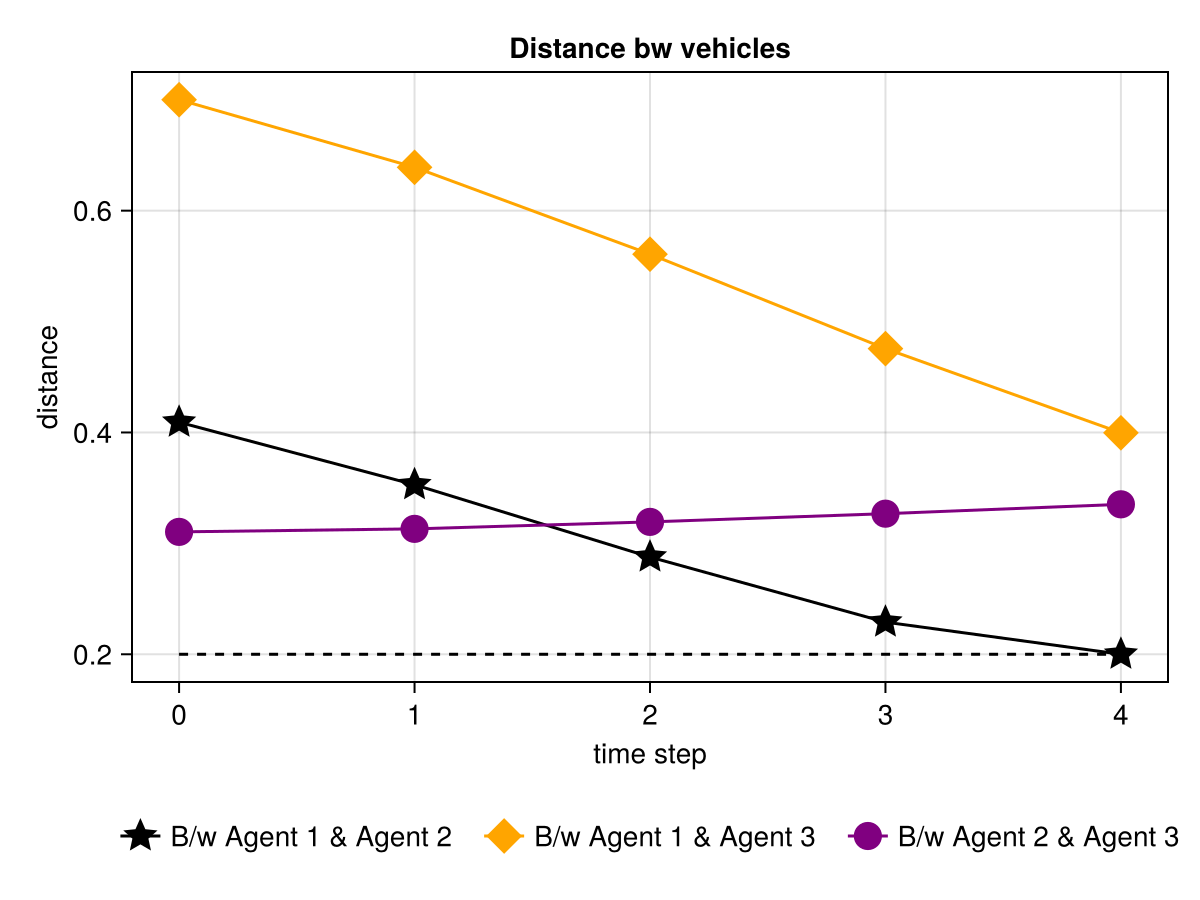 Distance bw vehicles
distance
0.6
0.4
0.2
0 1 2 3 4
time step
B/w Agent 1 & Agent 2 B/w Agent 1 & Agent 3 B/w Agent 2 & Agent 3